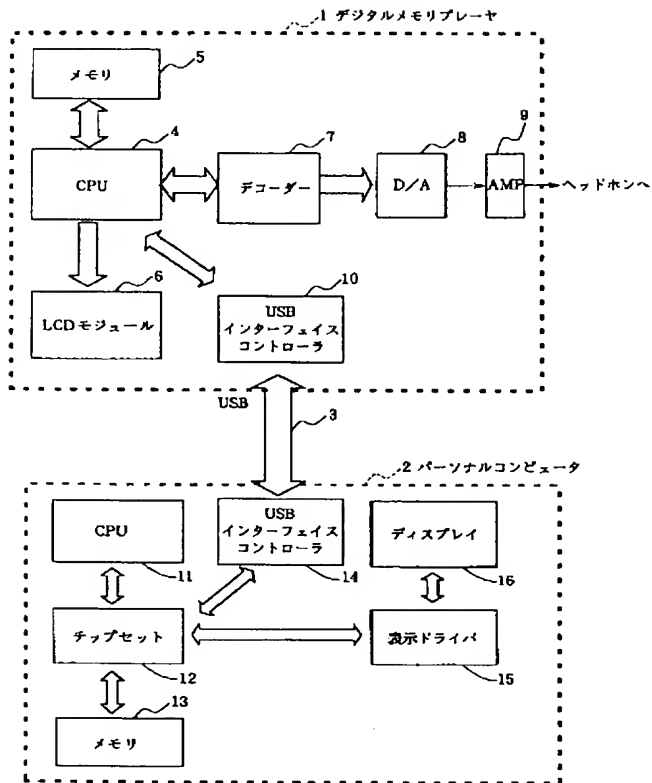 1 デジタルメモリプレーヤ
5
メモリ
4
CPU
7
デコーダー
8
D/A
9
AMP
ヘッドホンへ
6
LCDモジュール
10
USB
インターフェイス
コントローラ
USB
3
2 パーソナルコンピュータ
CPU
11
USB
インターフェイス
コントローラ
14
ディスプレイ
16
チップセット
12
表示ドライバ
15
13
メモリ